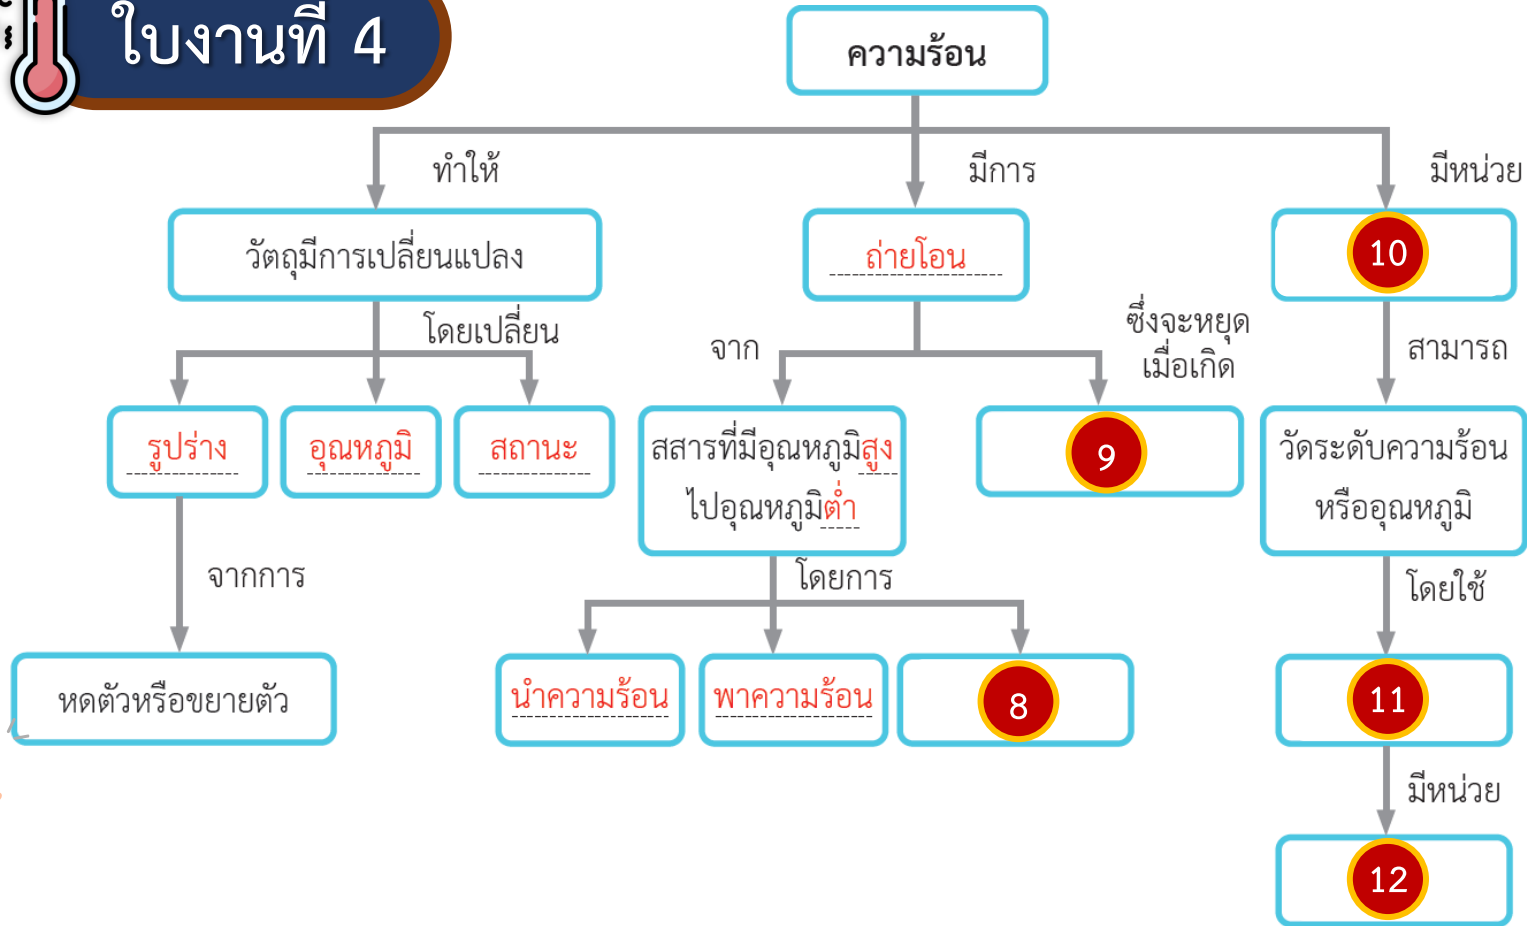 ใบงานที่ 4
ความร้อน
ทำให้
มีการ
มีหน่วย
วัตถุมีการเปลี่ยนแปลง
ถ่ายโอน
10
โดยเปลี่ยน
จาก
ซึ่งจะหยุด
เมื่อเกิด
สามารถ
รูปร่าง
อุณหภูมิ
สถานะ
สสารที่มีอุณหภูมิสูง
ไปอุณหภูมิต่ำ
9
วัดระดับความร้อน
หรืออุณหภูมิ
จากการ
โดยการ
โดยใช้
หดตัวหรือขยายตัว
นำความร้อน
พาความร้อน
8
11
มีหน่วย
12